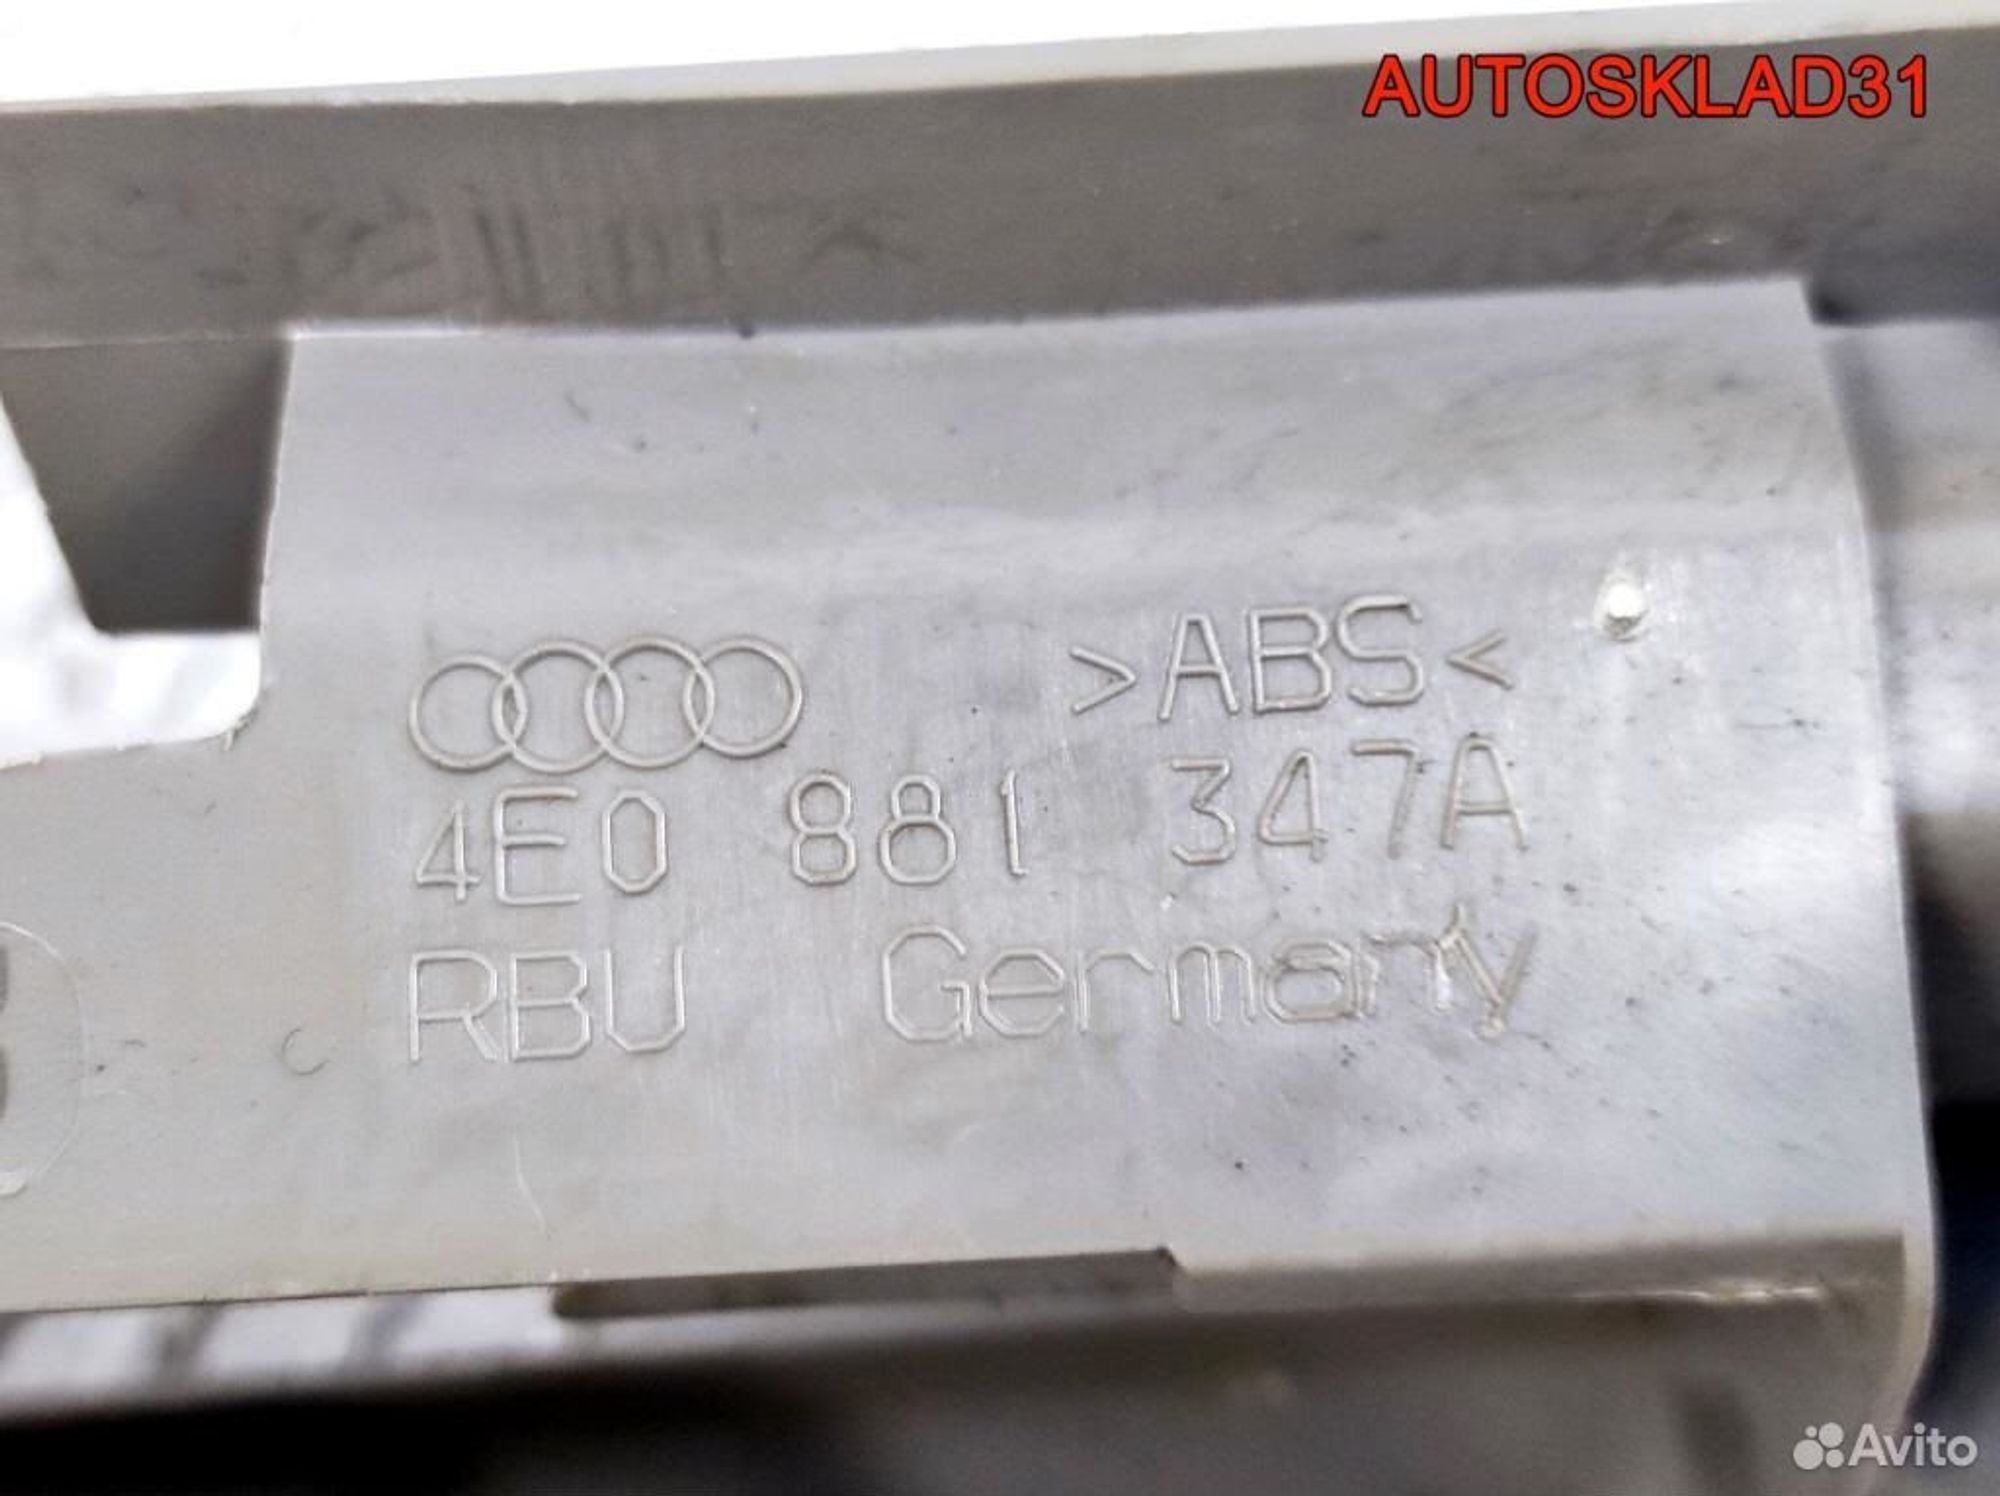 AUTOSKLAD31
>ABS<
4E0 881 347A
RBU Germany
Avito